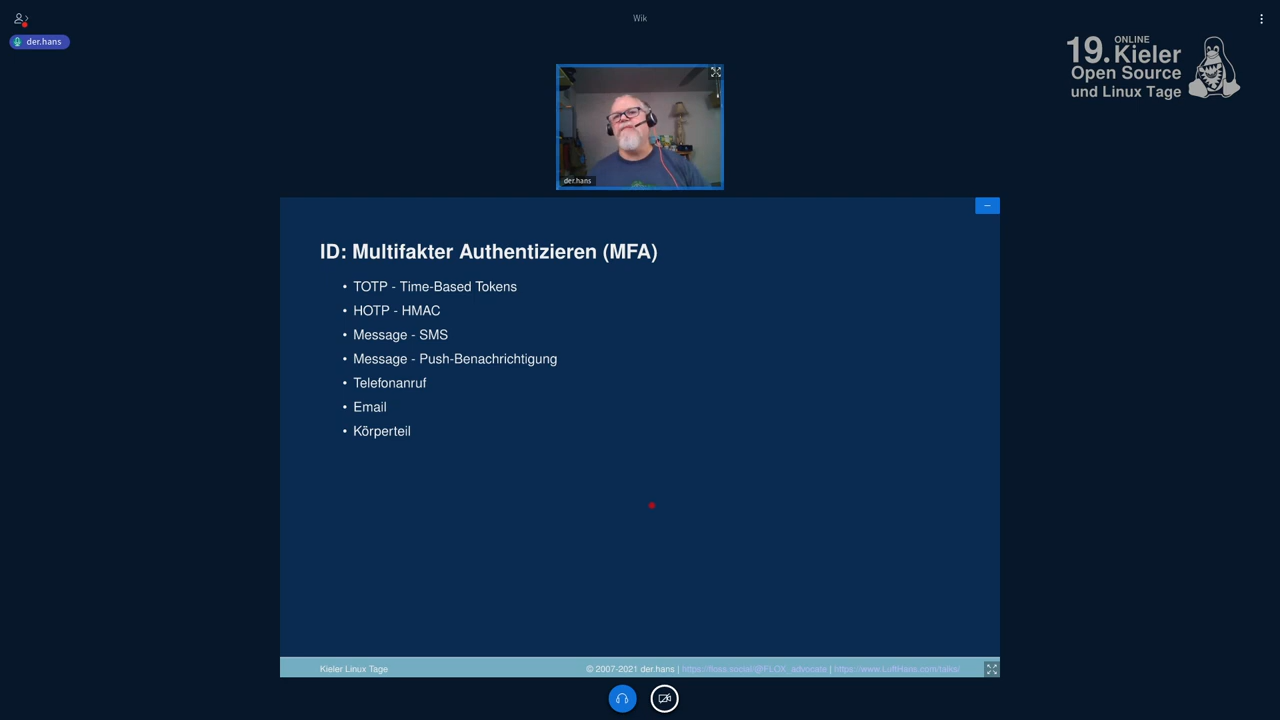 Wik
der.hans
19. ONLINE Kieler
Open Source
und Linux Tage
der.hans
ID: Multifakter Authentizieren (MFA)
• TOTP - Time-Based Tokens
• HOTP - HMAC
• Message - SMS
• Message - Push-Benachrichtigung
• Telefonanruf
• Email
• Körperteil
Kieler Linux Tage
© 2007-2021 der.hans | https://floss.social/@FLOX_advocate | https://www.LuftHans.com/talks/